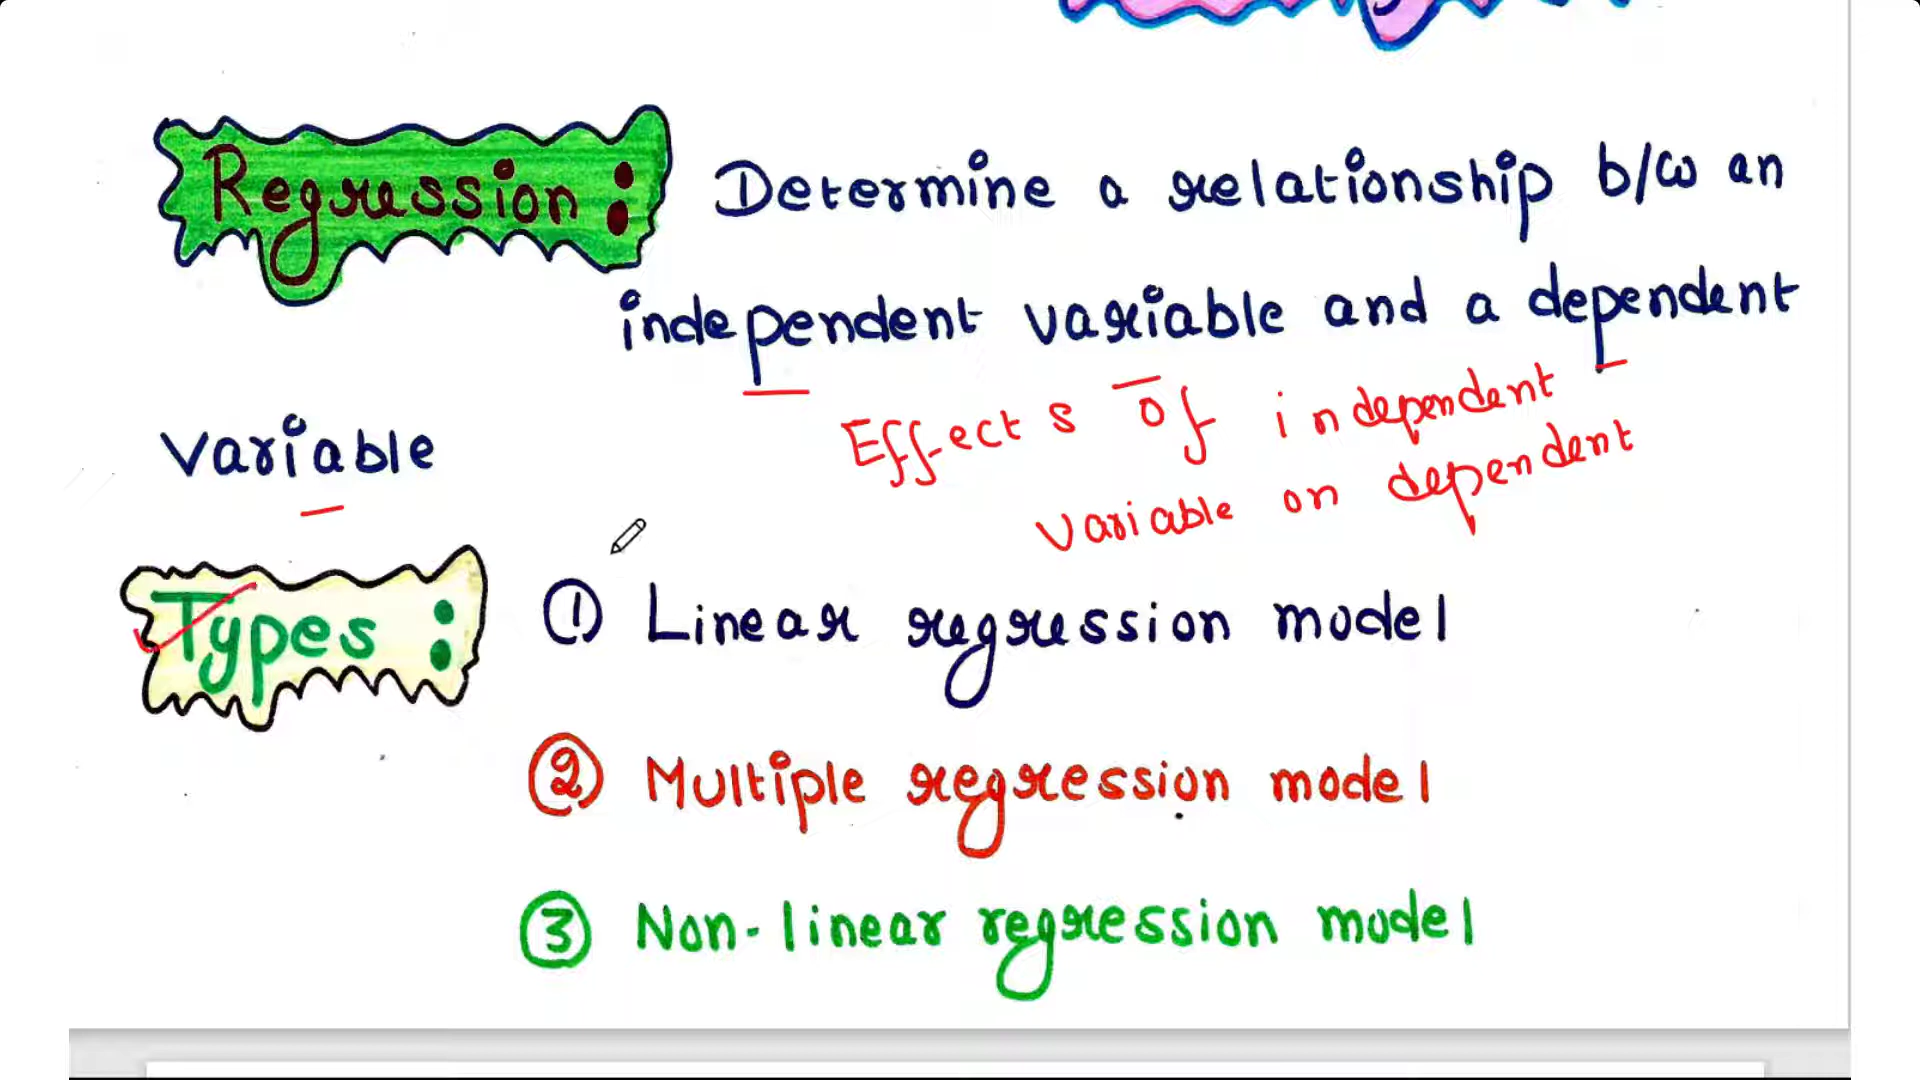 Regression : Determine a relationship b/w an
independent variable and a dependent
Effects of independent
variable
variable on dependent
Types : ① Linear regression model
② Multiple regression model
③ Non-linear regression model